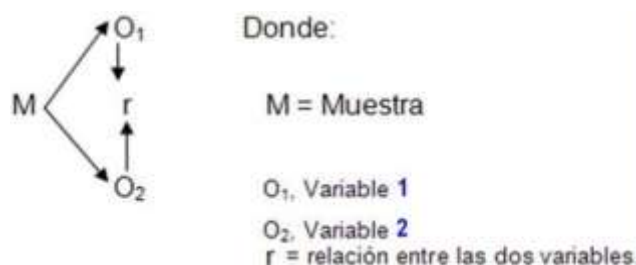 O₁ Donde:
M r M = Muestra
O₂
O₁, Variable 1
O₂, Variable 2
r = relación entre las dos variables